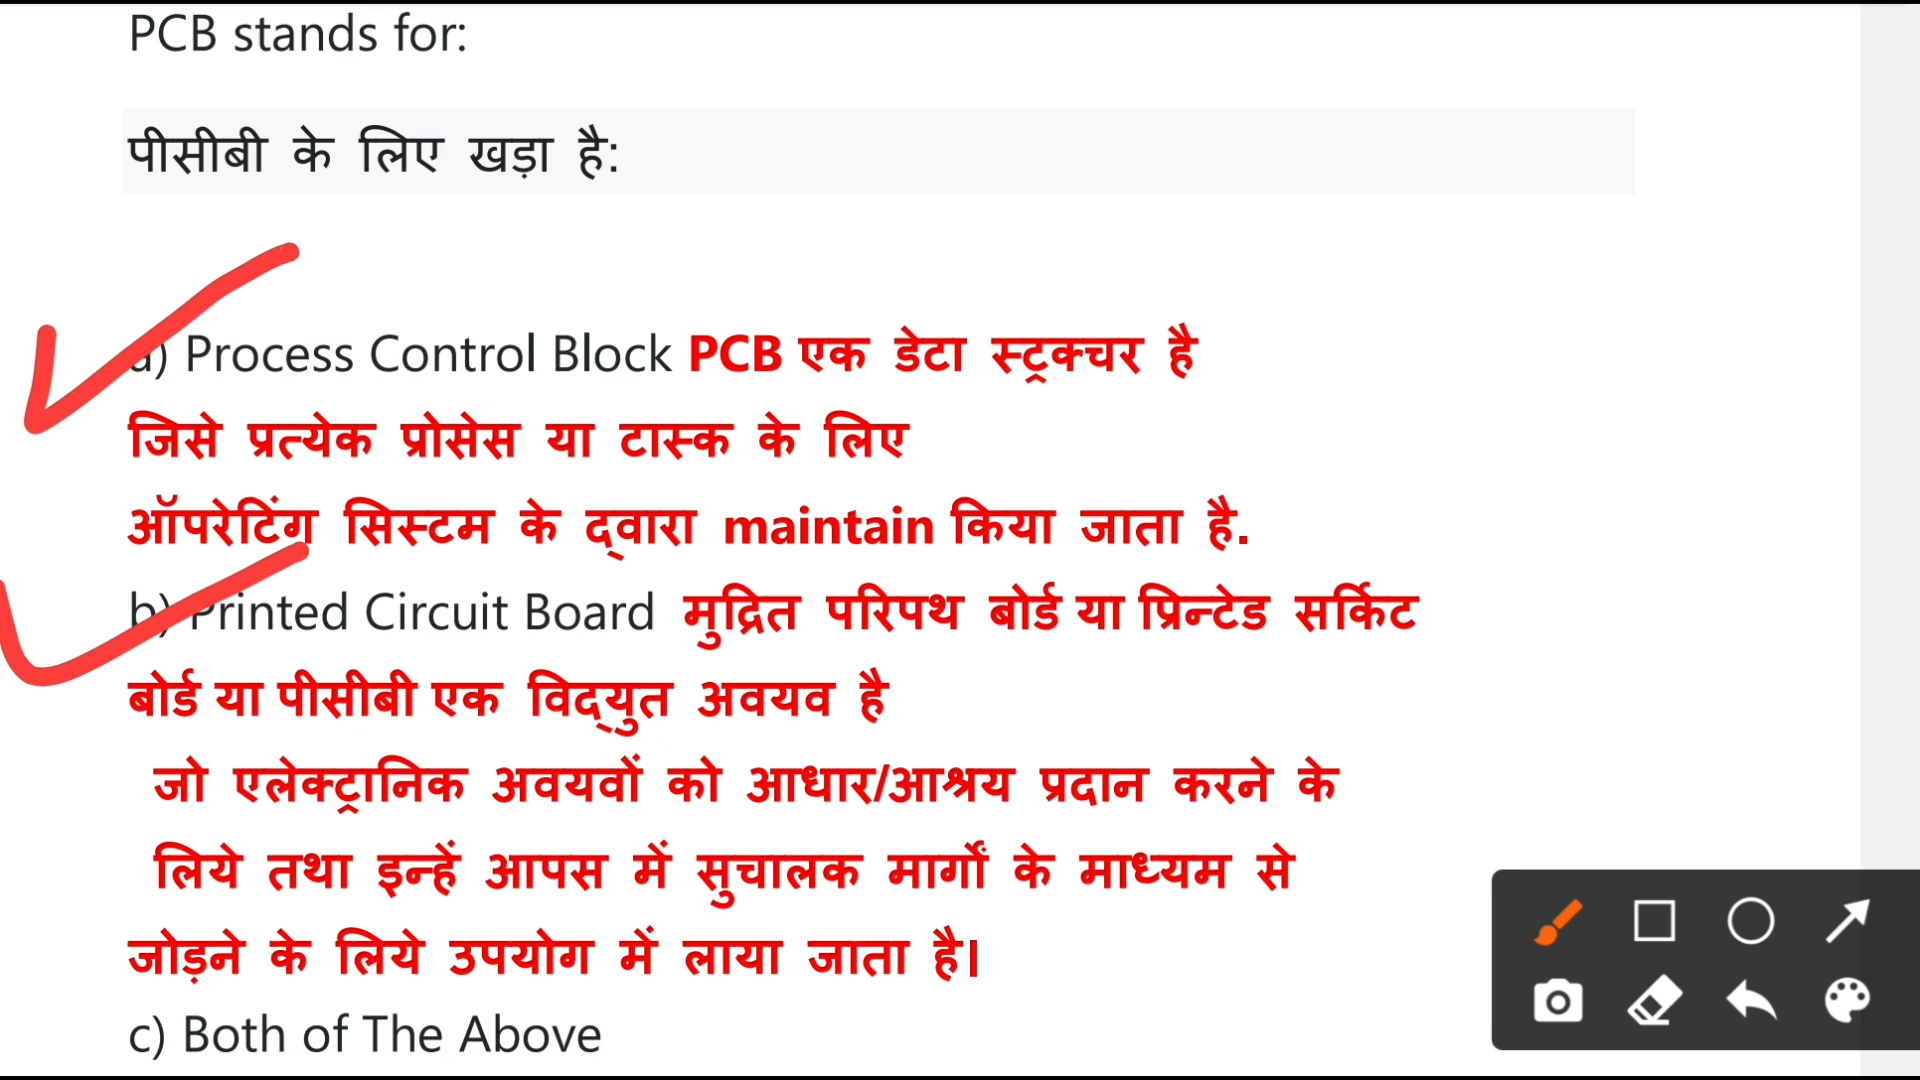 PCB stands for:
पीसीबी के लिए खड़ा है:
a) Process Control Block PCB एक डेटा स्ट्रक्चर है
जिसे प्रत्येक प्रोसेस या टास्क के लिए
ऑपरेटिंग सिस्टम के द्वारा maintain किया जाता है.
b) Printed Circuit Board मुद्रित परिपथ बोर्ड या प्रिन्टेड सर्किट
बोर्ड या पीसीबी एक विद्युत अवयव है
जो एलेक्ट्रानिक अवयवों को आधार/आश्रय प्रदान करने के
लिये तथा इन्हें आपस में सुचालक मार्गों के माध्यम से
जोड़ने के लिये उपयोग में लाया जाता है।
c) Both of The Above